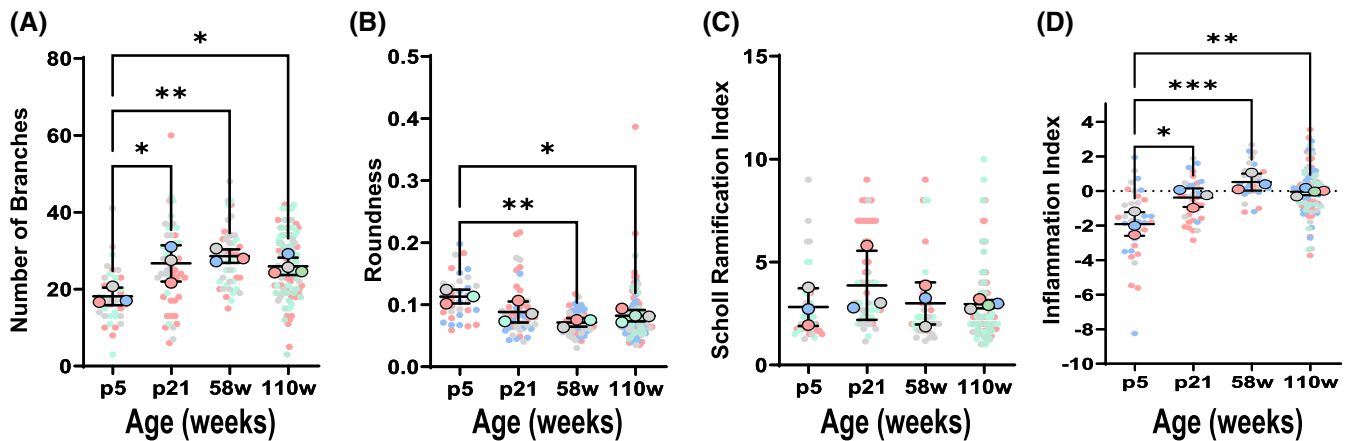 (A)
Number of Branches
80
60
40
20
0
*
**
*
p5 p21 58w 110w
Age (weeks)
(B)
Roundness
0.5
0.4
0.3
0.2
0.1
0.0
*
**
p5 p21 58w 110w
Age (weeks)
(C)
Scholl Ramification Index
15
10
5
0
p5 p21 58w 110w
Age (weeks)
(D)
Inflammation Index
4
2
0
-2
-4
-6
-8
-10
**
***
*
p5 p21 58w 110w
Age (weeks)